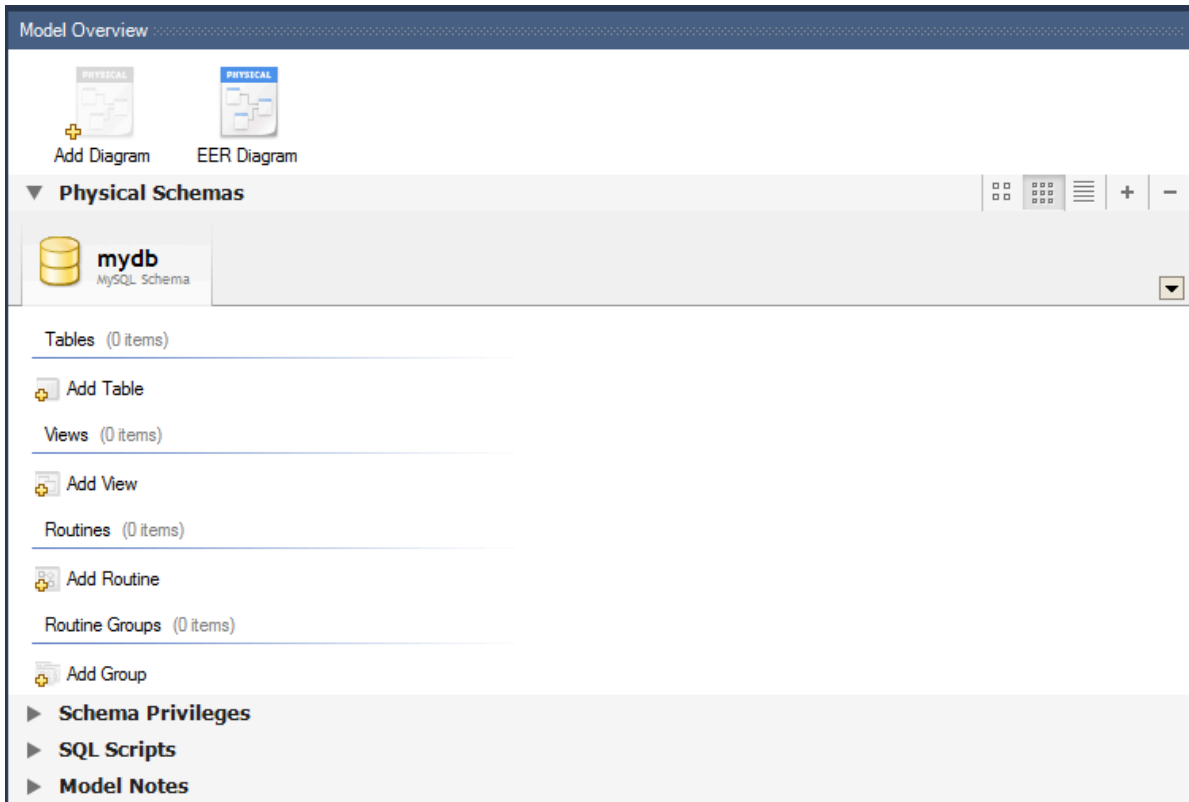 Model Overview
PHYSICAL PHYSICAL
Add Diagram EER Diagram
Physical Schemas
mydb
MySQL Schema
Tables (0 items)
Add Table
Views (0 items)
Add View
Routines (0 items)
Add Routine
Routine Groups (0 items)
Add Group
Schema Privileges
SQL Scripts
Model Notes